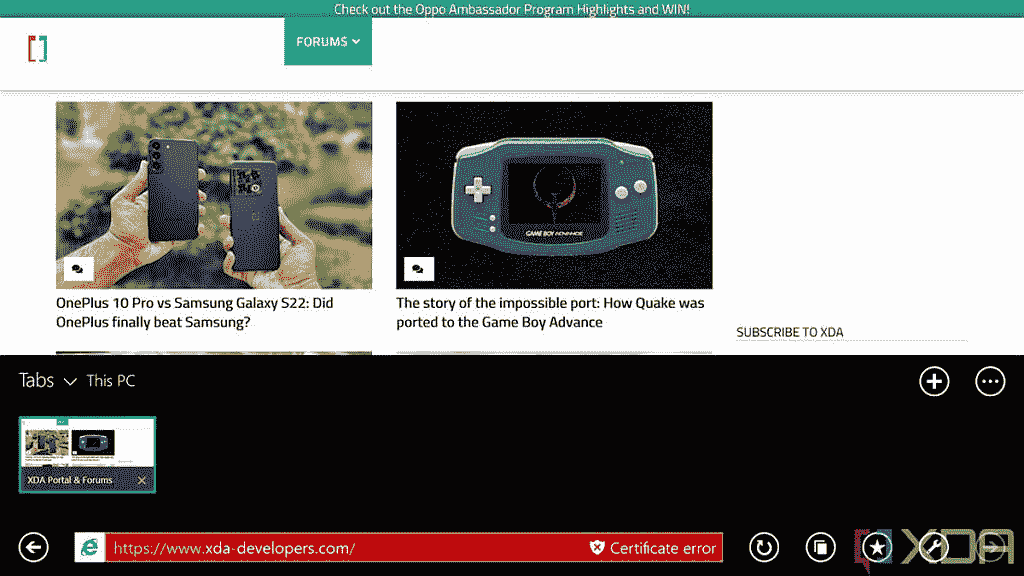 Check out the Oppo Ambassador Program Highlights and WIN!
FORUMS
GAME BOY ADVANCE
OnePlus 10 Pro vs Samsung Galaxy S22: Did
OnePlus finally beat Samsung?
The story of the impossible port: How Quake was
ported to the Game Boy Advance
SUBSCRIBE TO XDA
Tabs This PC
XDA Portal & Forums
https://www.xda-developers.com/ Certificate error
XDA